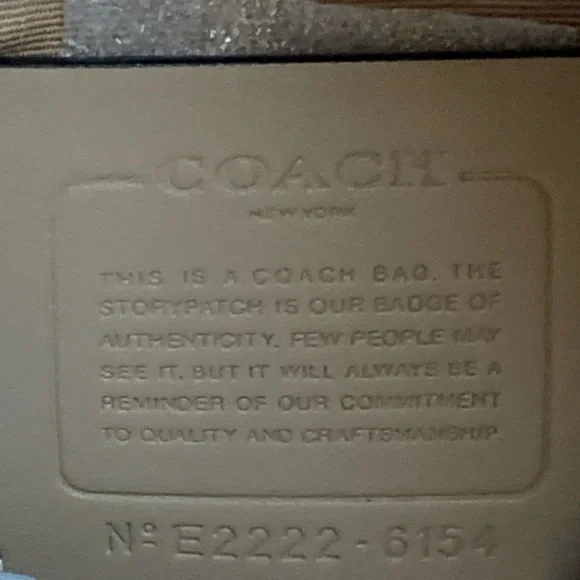 COACH
NEW YORK
THIS IS A COACH BAG. THE
STORYPATCH IS OUR BADGE OF
AUTHENTICITY. FEW PEOPLE MAY
SEE IT. BUT IT WILL ALWAYS BE A
REMINDER OF OUR COMMITMENT
TO QUALITY AND CRAFTSMANSHIP.
Nº E2222-6154